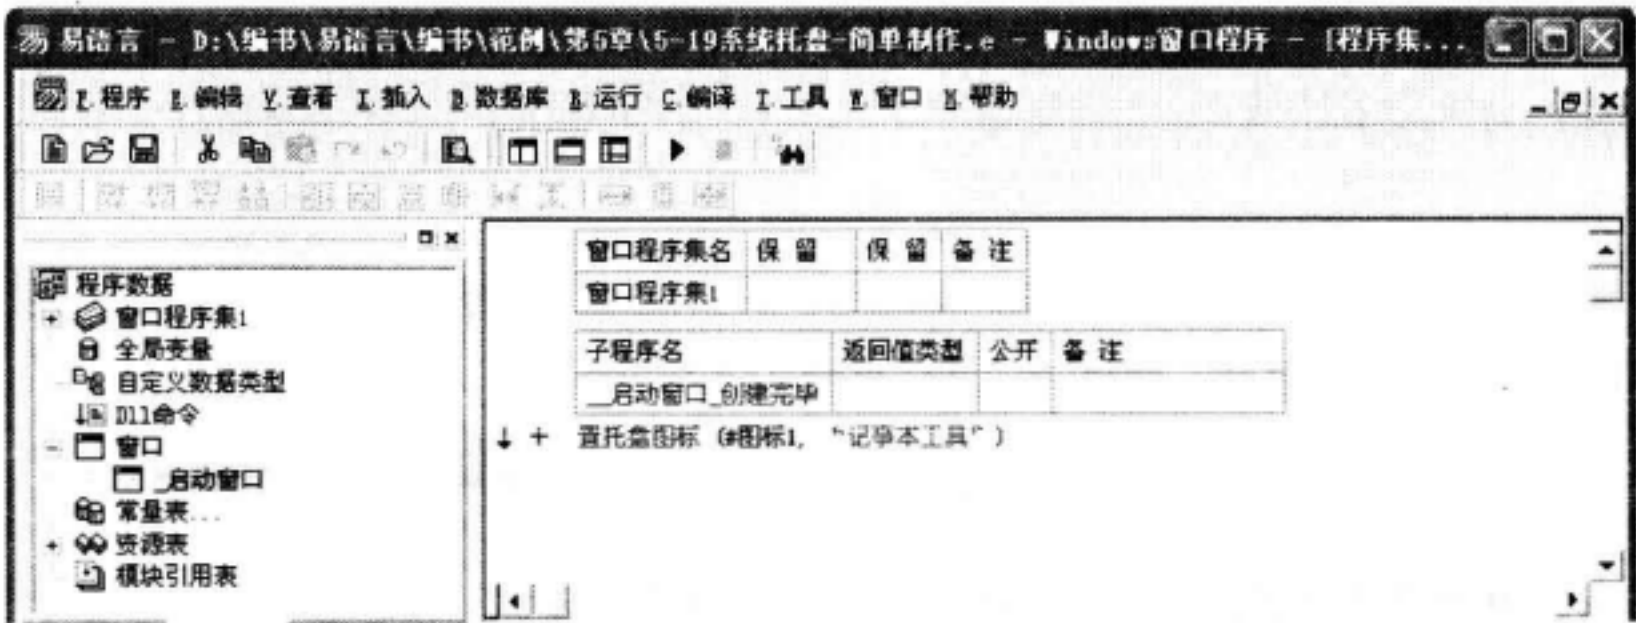 易语言 - D:\编书\易语言\编书\范例\第5章\5-19系统托盘-简单制作.e - Windows窗口程序 - [程序集...
F.程序 E.编辑 V.查看 I.插入 B.数据库 R.运行 C.编译 T.工具 W.窗口 H.帮助
程序数据
窗口程序集1
全局变量
自定义数据类型
Dll命令
窗口
_启动窗口
常量表...
资源表
模块引用表
窗口程序集名 保 留 保 留 备 注
窗口程序集1
子程序名 返回值类型 公开 备 注
__启动窗口_创建完毕
置托盘图标 (#图标1, “记事本工具”)